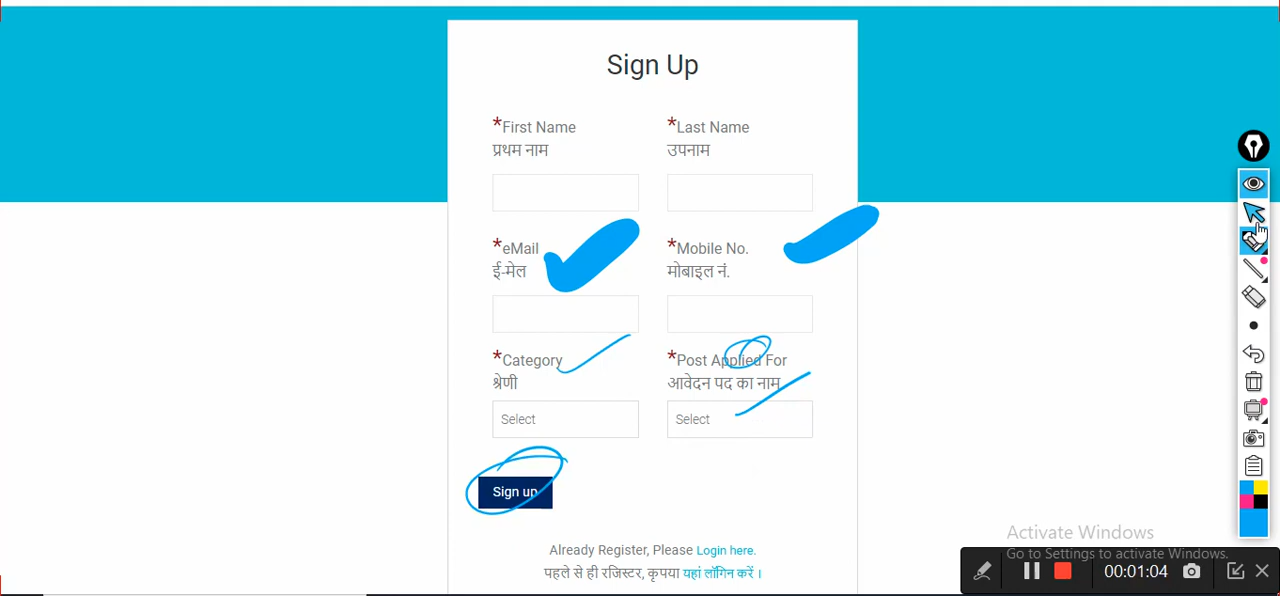 Sign Up
*First Name
प्रथम नाम
*Last Name
उपनाम
*eMail
ई-मेल
*Mobile No.
मोबाइल नं.
*Category
श्रेणी
Select
*Post Applied For
आवेदन पद का नाम
Select
Sign up
Already Register, Please Login here.
पहले से ही रजिस्टर, कृपया यहां लॉगिन करें ।
Activate Windows
Go to Settings to activate Windows.
00:01:04